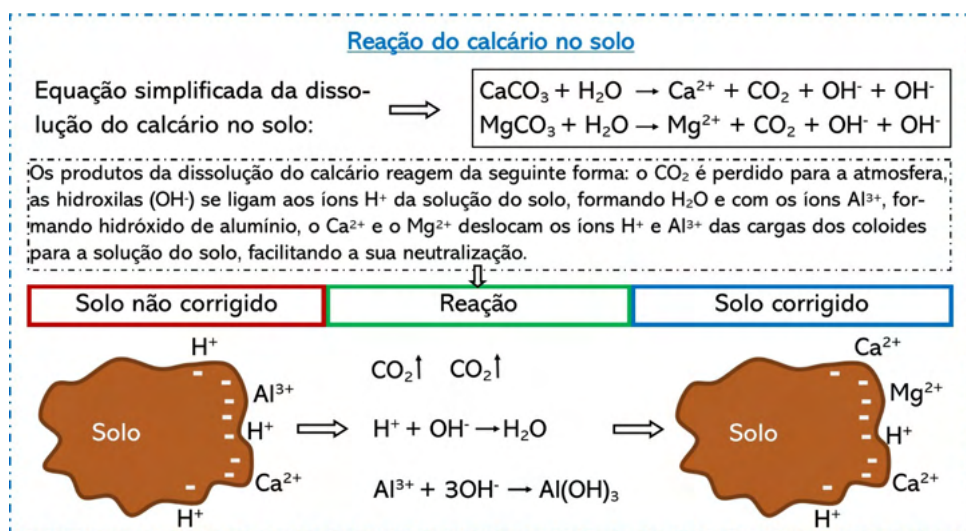 Reação do calcário no solo
Equação simplificada da disso-
lução do calcário no solo:
CaCO₃ + H₂O → Ca²⁺ + CO₂ + OH⁻ + OH⁻
MgCO₃ + H₂O → Mg²⁺ + CO₂ + OH⁻ + OH⁻
Os produtos da dissolução do calcário reagem da seguinte forma: o CO₂ é perdido para a atmosfera,
as hidroxilas (OH-) se ligam aos íons H⁺ da solução do solo, formando H₂O e com os íons Al³⁺, for-
mando hidróxido de alumínio, o Ca²⁺ e o Mg²⁺ deslocam os íons H⁺ e Al³⁺ das cargas dos coloides
para a solução do solo, facilitando a sua neutralização.
Solo não corrigido
Reação
Solo corrigido
H⁺
Al³⁺
Solo
H⁺
Ca²⁺
H⁺
CO₂↑ CO₂↑
H⁺ + OH⁻ → H₂O
Al³⁺ + 3OH⁻ → Al(OH)₃
Ca²⁺
Mg²⁺
Solo
H⁺
Ca²⁺
H⁺